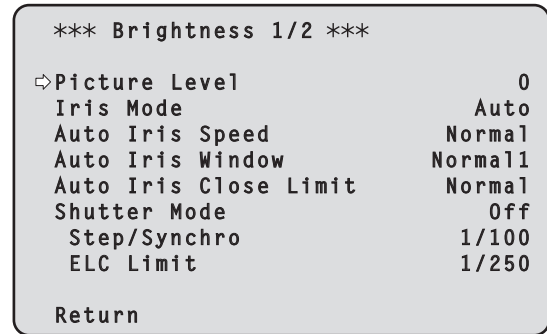 *** Brightness 1/2 ***
⇨Picture Level 0
Iris Mode Auto
Auto Iris Speed Normal
Auto Iris Window Normal1
Auto Iris Close Limit Normal
Shutter Mode Off
Step/Synchro 1/100
ELC Limit 1/250
Return